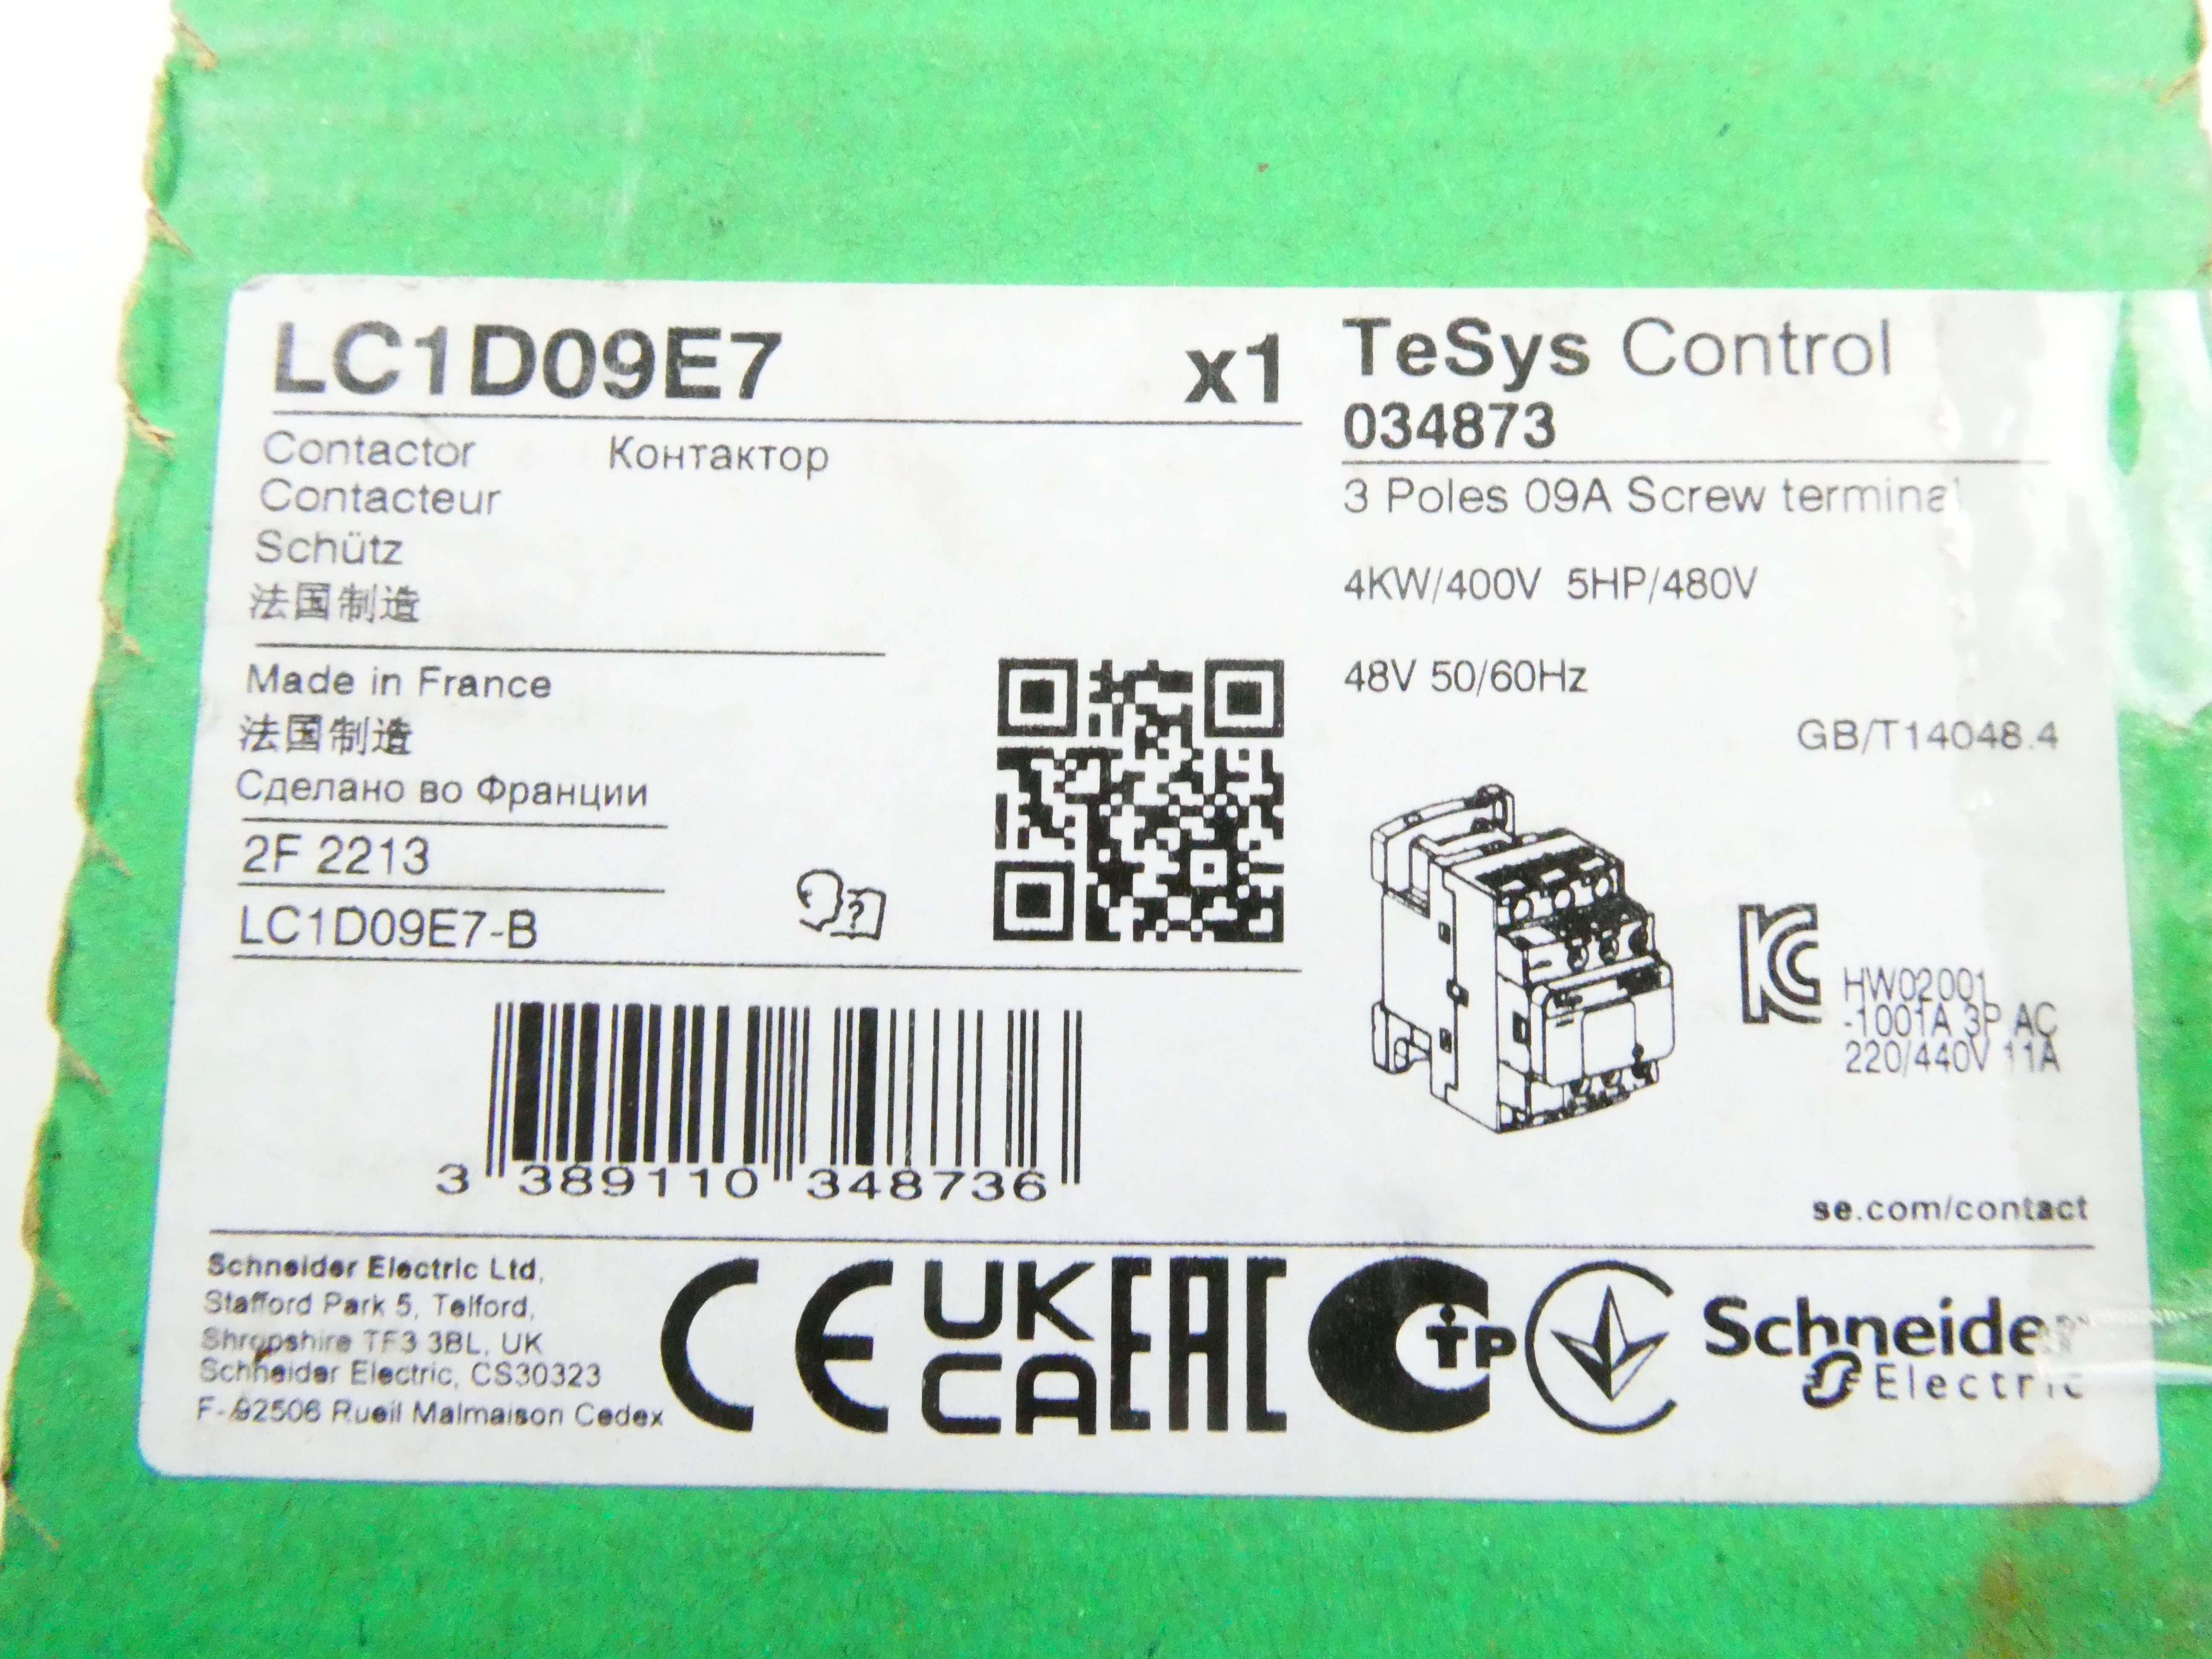 LC1D09E7 x1
Contactor Контактор
Contacteur
Schütz
法国制造
Made in France
法国制造
Сделано во Франции
2F 2213
LC1D09E7-B
3 389110 348736
TeSys Control
034873
3 Poles 09A Screw terminal
4KW/400V 5HP/480V
48V 50/60Hz
GB/T14048.4
HW02001
-1001A 3P AC
220/440V 11A
se.com/contact
Schneider Electric Ltd,
Stafford Park 5, Telford,
Shropshire TF3 3BL, UK
Schneider Electric, CS30323
F-92506 Rueil Malmaison Cedex
CE
UK
CA
EAC
TP
Schneider
Electric